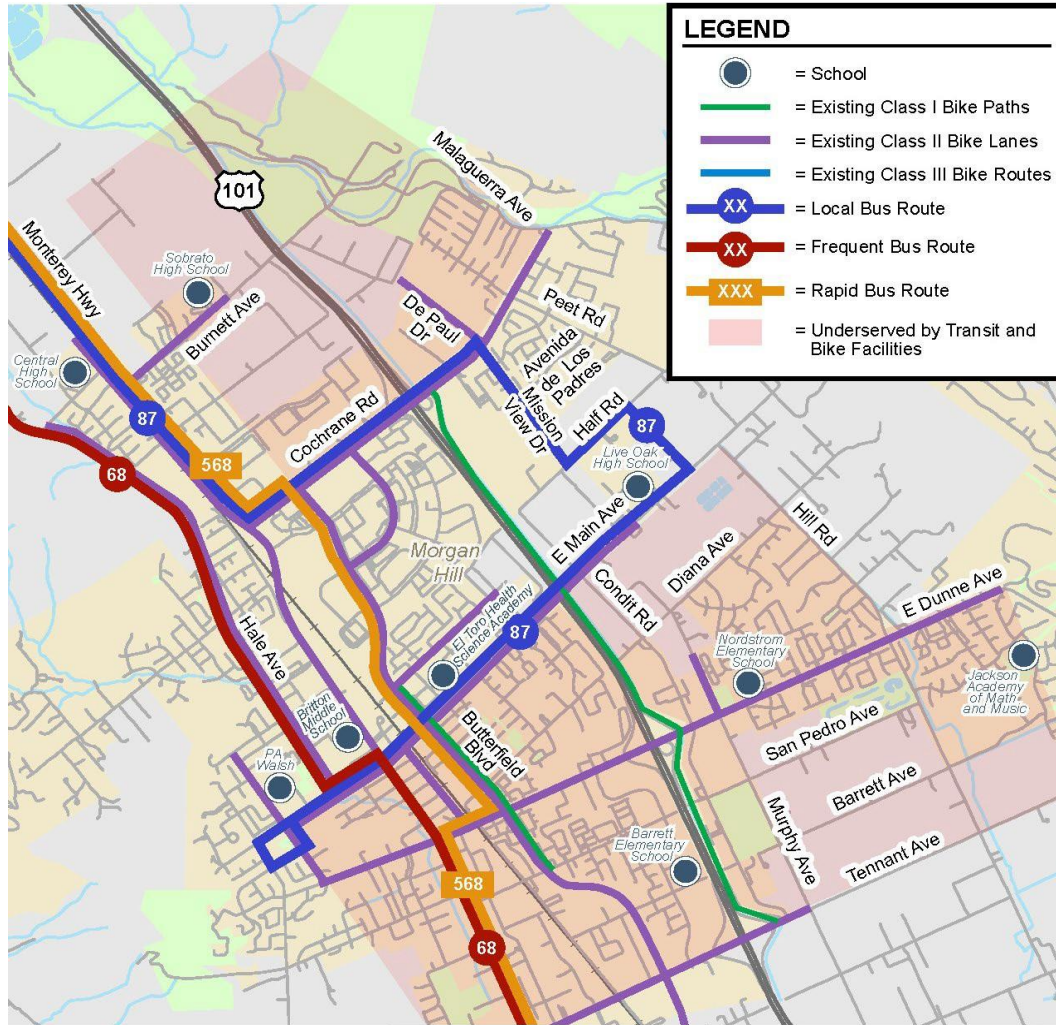 LEGEND
= School
= Existing Class I Bike Paths
= Existing Class II Bike Lanes
= Existing Class III Bike Routes
XX = Local Bus Route
XX = Frequent Bus Route
XXX = Rapid Bus Route
= Underserved by Transit and
Bike Facilities
101
Malaguerra Ave
Monterey Hwy
Sobrato
High School
Burnett Ave
De Paul
Dr
Peet Rd
Avenida
de Los
Padres
Mission
View Dr
Central
High School
87
Cochrane Rd
Half Rd
87
568
68
Live Oak
High School
E Main Ave
Hill Rd
Morgan
Hill
Diana Ave
Condit Rd
E Dunne Ave
El Toro Health
Science Academy
87
Hale Ave
Nordstrom
Elementary
School
Jackson
Academy
of Math
and Music
Britton
Middle
School
San Pedro Ave
Butterfield
Blvd
PA
Walsh
Barrett Ave
Murphy Ave
Tennant Ave
Barrett
Elementary
School
568
68